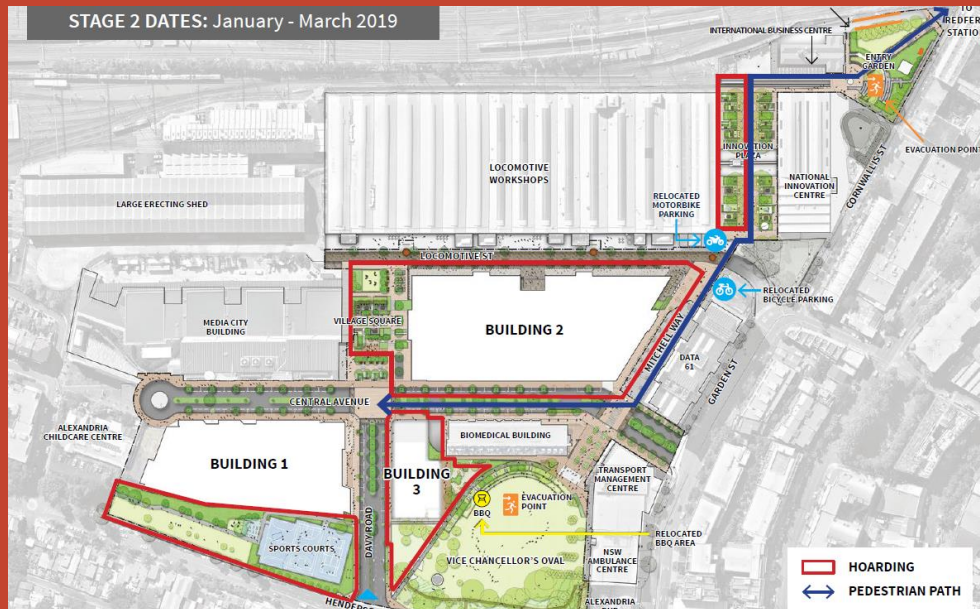 STAGE 2 DATES: January - March 2019
TO
REDFER
STATIO
INTERNATIONAL BUSINESS CENTRE
ENTRY
GARDEN
EVACUATION POINT
INNOVATION
PLAZA
LOCOMOTIVE
WORKSHOPS
NATIONAL
INNOVATION
CENTRE
CORNWALLIS ST
LARGE ERECTING SHED
RELOCATED
MOTORBIKE
PARKING
LOCOMOTIVE ST
RELOCATED
BICYCLE PARKING
MEDIA CITY
BUILDING
VILLAGE SQUARE
BUILDING 2
MITCHELL WAY
DATA
61
GARDEN ST
CENTRAL AVENUE
ALEXANDRIA
CHILDCARE CENTRE
BUILDING 1
BUILDING
3
BIOMEDICAL BUILDING
TRANSPORT
MANAGEMENT
CENTRE
EVACUATION
POINT
BBQ
RELOCATED
BBQ AREA
SPORTS COURTS
DAVY ROAD
VICE CHANCELLOR'S OVAL
NSW
AMBULANCE
CENTRE
HENDERSO
ALEXANDRIA
HOARDING
PEDESTRIAN PATH